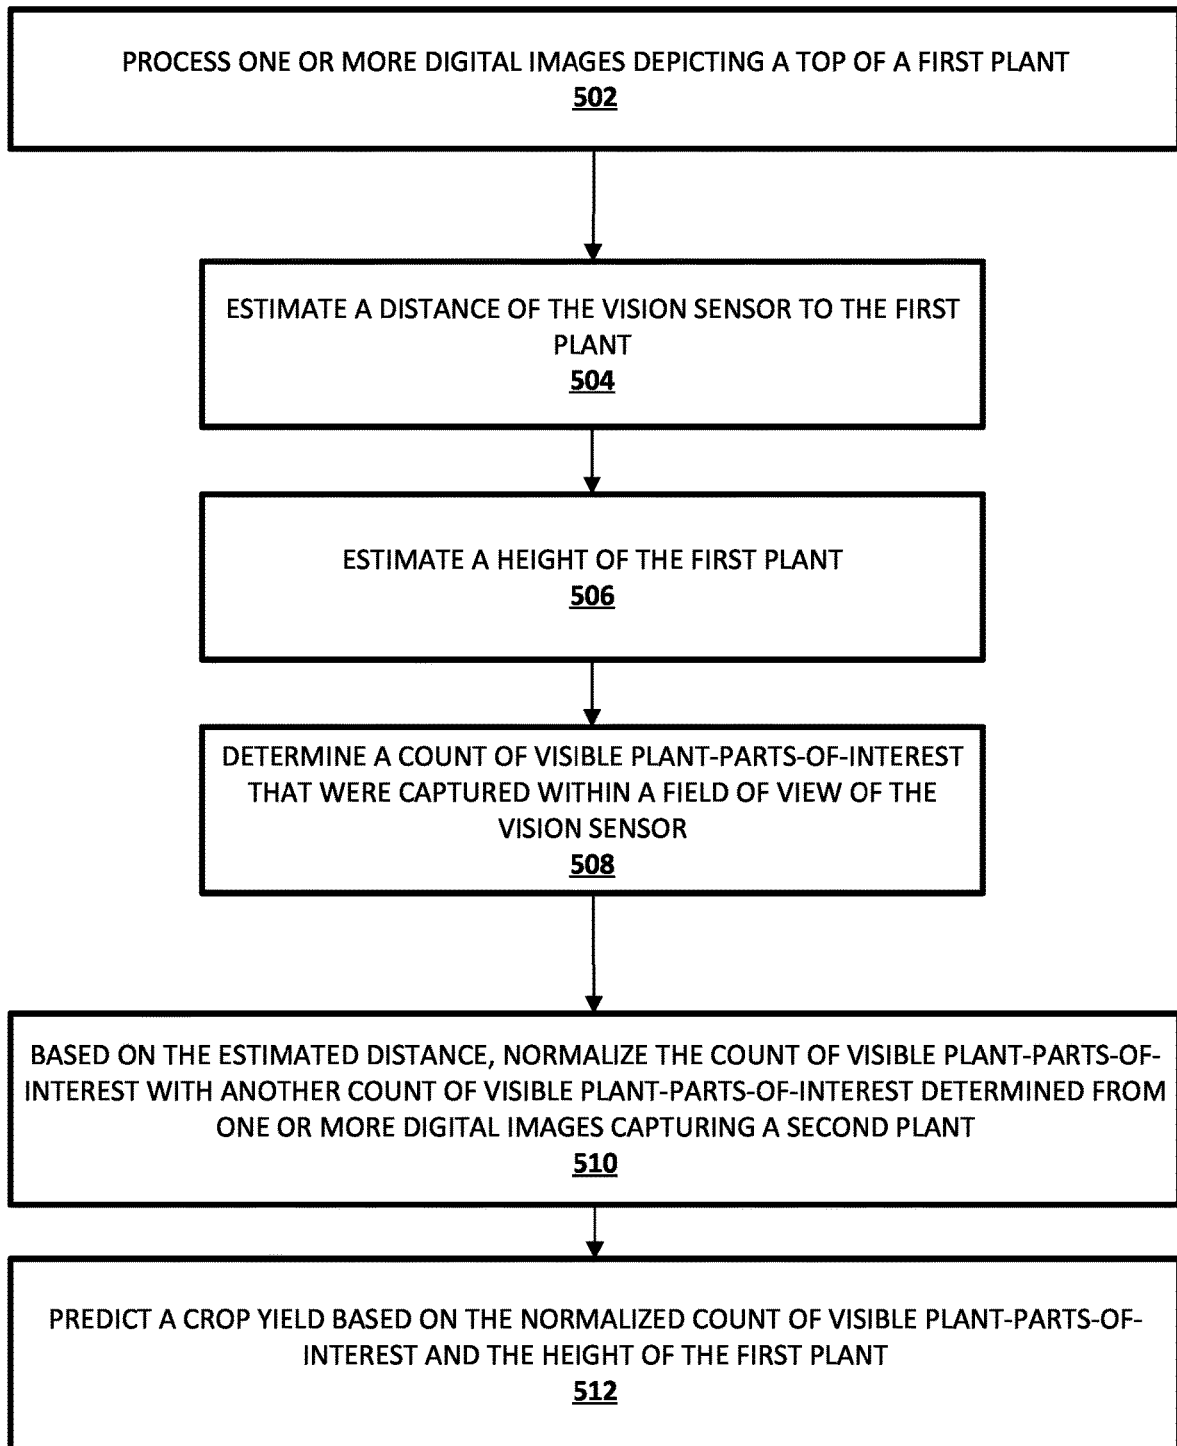 PROCESS ONE OR MORE DIGITAL IMAGES DEPICTING A TOP OF A FIRST PLANT
502
ESTIMATE A DISTANCE OF THE VISION SENSOR TO THE FIRST
PLANT
504
ESTIMATE A HEIGHT OF THE FIRST PLANT
506
DETERMINE A COUNT OF VISIBLE PLANT-PARTS-OF-INTEREST
THAT WERE CAPTURED WITHIN A FIELD OF VIEW OF THE
VISION SENSOR
508
BASED ON THE ESTIMATED DISTANCE, NORMALIZE THE COUNT OF VISIBLE PLANT-PARTS-OF-
INTEREST WITH ANOTHER COUNT OF VISIBLE PLANT-PARTS-OF-INTEREST DETERMINED FROM
ONE OR MORE DIGITAL IMAGES CAPTURING A SECOND PLANT
510
PREDICT A CROP YIELD BASED ON THE NORMALIZED COUNT OF VISIBLE PLANT-PARTS-OF-
INTEREST AND THE HEIGHT OF THE FIRST PLANT
512